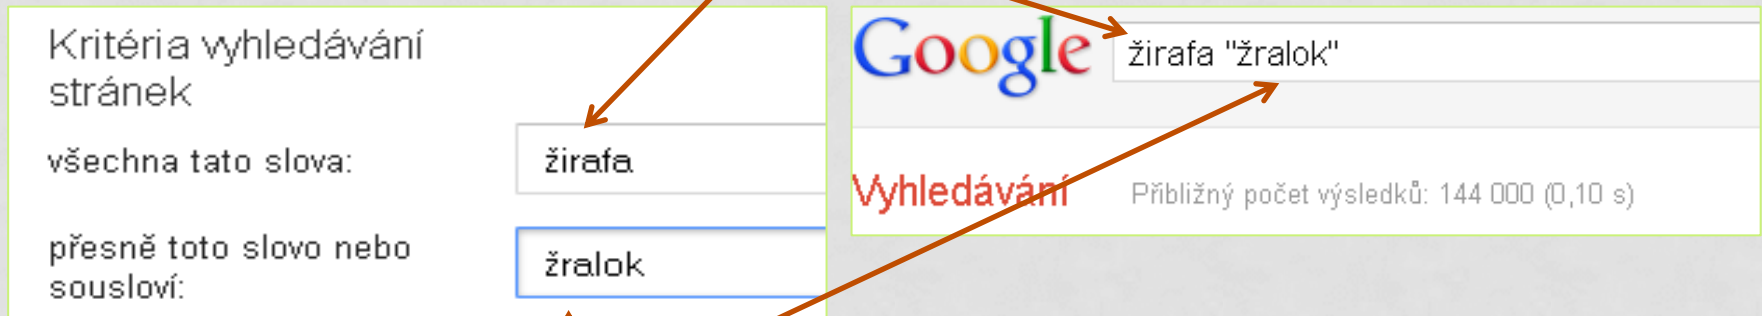 Kritéria vyhledávání
stránek
všechna tato slova:
žirafa
přesně toto slovo nebo
sousloví:
žralok
Google
žirafa "žralok"
Vyhledávání
Přibližný počet výsledků: 144 000 (0,10 s)